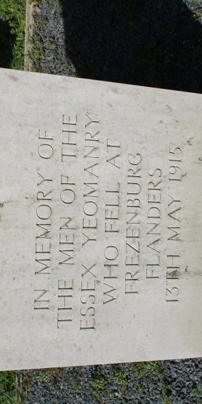 IN MEMORY OF
THE MEN OF THE
ESSEX YEOMANRY
WHO FELL AT
FREZENBURG
FLANDERS
13TH MAY 1915